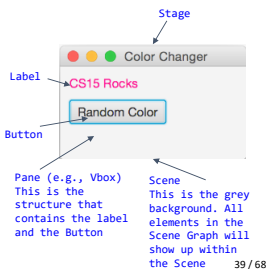 Stage
Color Changer
Label
CS15 Rocks
Random Color
Button
Pane (e.g., Vbox)
This is the
structure that
contains the label
and the Button
Scene
This is the grey
background. All
elements in the
Scene Graph will
show up within
the Scene
39 / 68